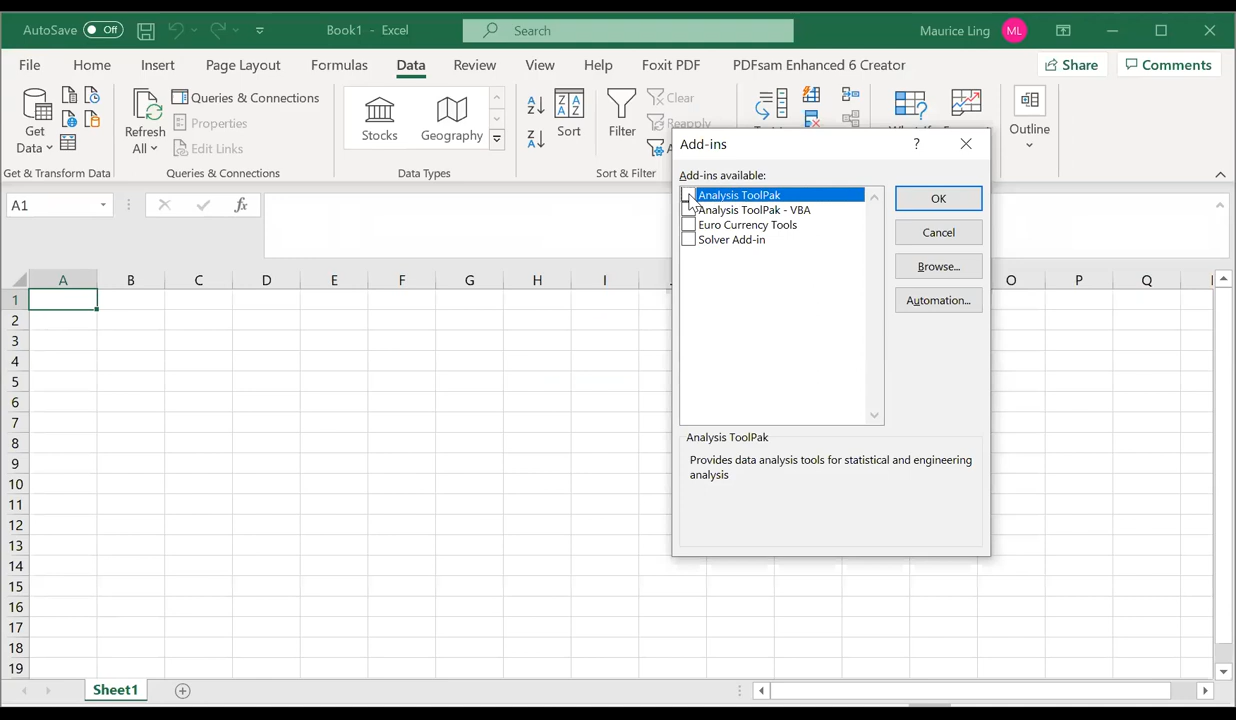 AutoSave Off Book1 - Excel Search Maurice Ling ML
File Home Insert Page Layout Formulas Data Review View Help Foxit PDF PDFsam Enhanced 6 Creator Share Comments
Get Data
Refresh All
Queries & Connections
Properties
Edit Links
Stocks Geography
Sort
Filter
Clear
Reapply
Outline
Get & Transform Data Queries & Connections Data Types Sort & Filter
A1 fx
A B C D E F G H I O P Q
1
2
3
4
5
6
7
8
9
10
11
12
13
14
15
16
17
18
19
Sheet1
Add-ins ?
Add-ins available:
Analysis ToolPak
Analysis ToolPak - VBA
Euro Currency Tools
Solver Add-in
OK
Cancel
Browse...
Automation...
Analysis ToolPak
Provides data analysis tools for statistical and engineering
analysis